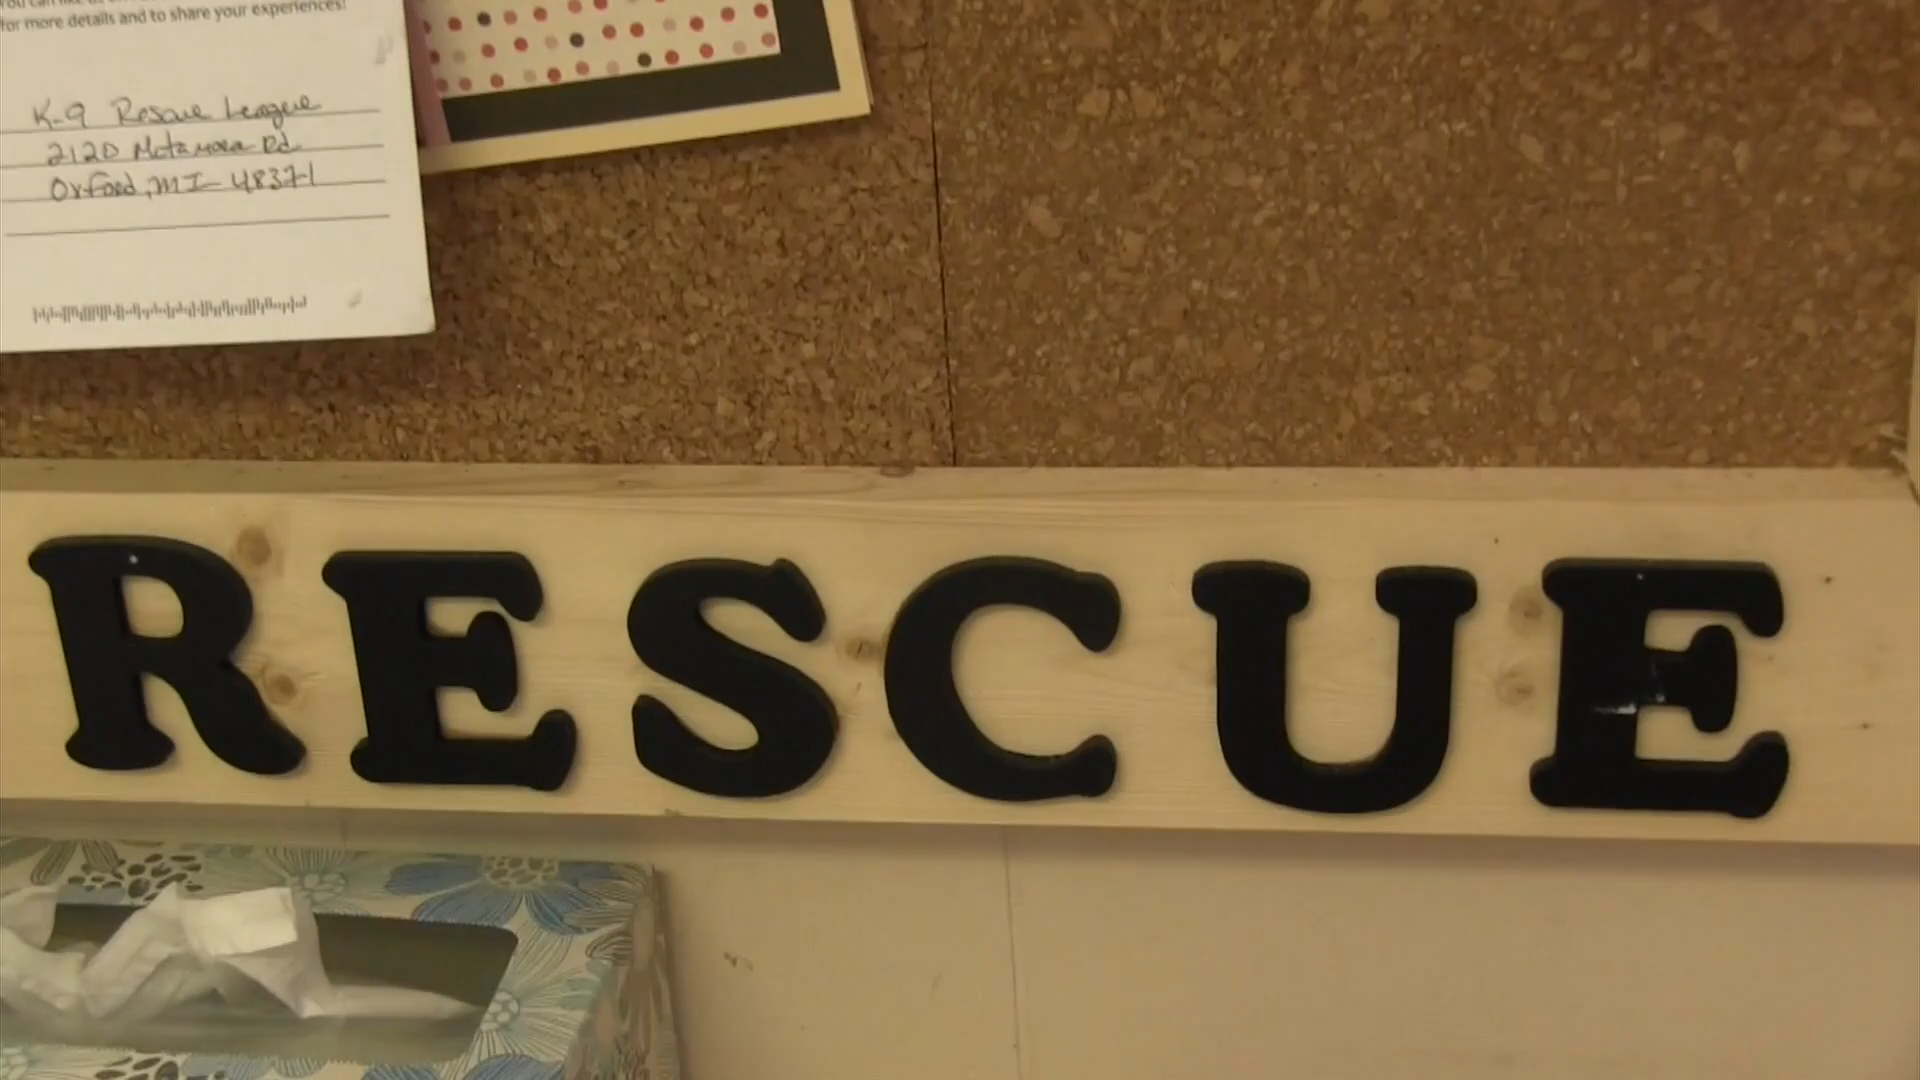 for more details and to share your experiences!
K-9 Rescue League
2120 Metamora Rd
Oxford, MI 48371
RESCUE